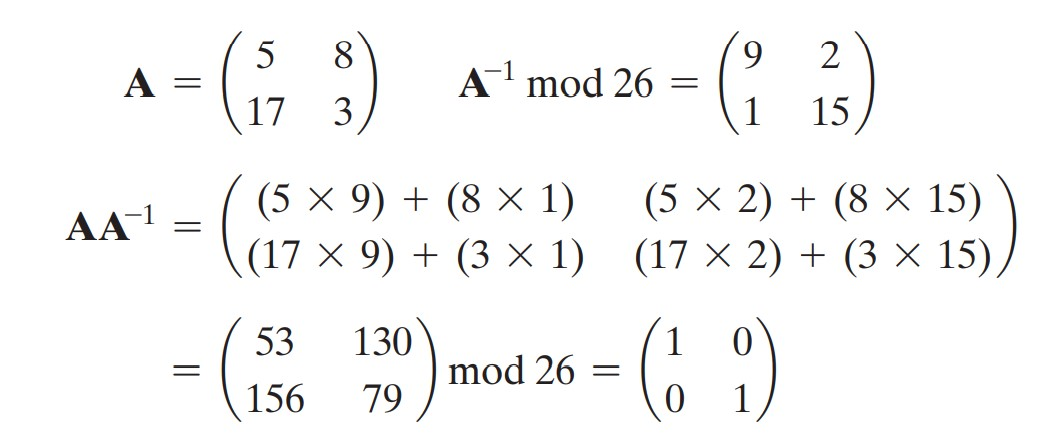 A = ( 5 8 17 3 ) A⁻¹ mod 26 = ( 9 2 1 15 )
AA⁻¹ = ( (5 × 9) + (8 × 1) (5 × 2) + (8 × 15) (17 × 9) + (3 × 1) (17 × 2) + (3 × 15) )
= ( 53 130 156 79 ) mod 26 = ( 1 0 0 1 )